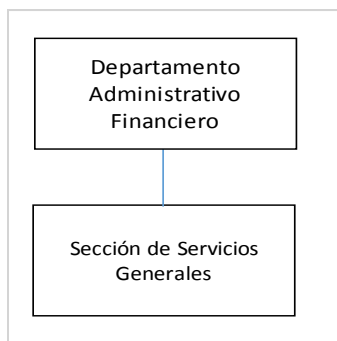 Departamento
Administrativo
Financiero
Sección de Servicios
Generales